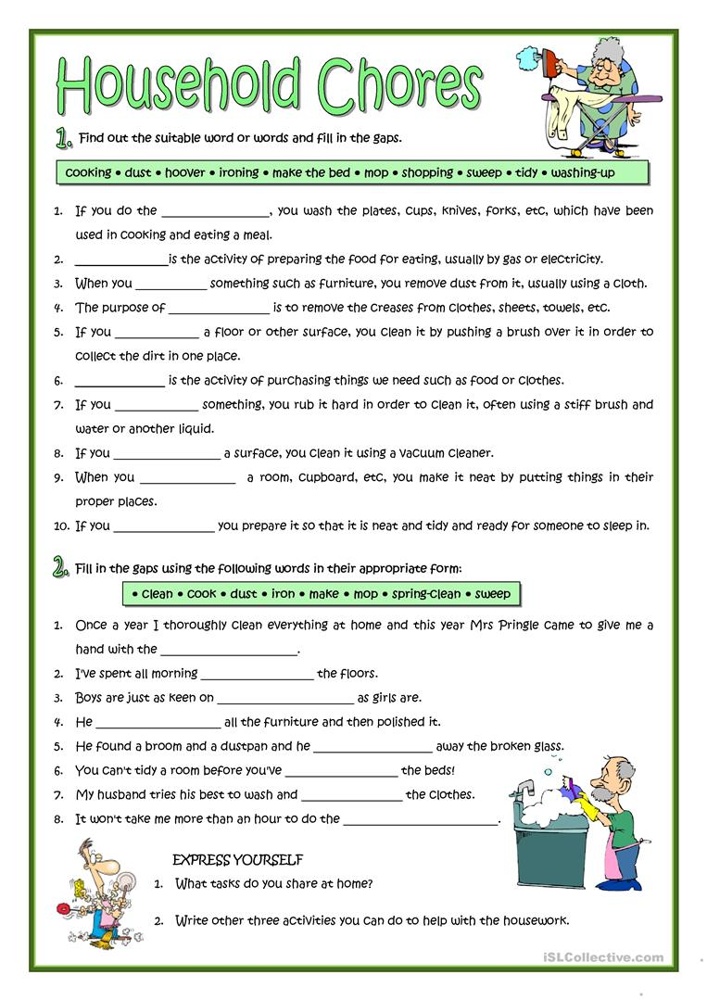 Household Chores
1. Find out the suitable word or words and fill in the gaps.
cooking • dust • hoover • ironing • make the bed • mop • shopping • sweep • tidy • washing-up
1. If you do the ________________, you wash the plates, cups, knives, forks, etc, which have been
used in cooking and eating a meal.
2. ______________is the activity of preparing the food for eating, usually by gas or electricity.
3. When you ___________ something such as furniture, you remove dust from it, usually using a cloth.
4. The purpose of _______________ is to remove the creases from clothes, sheets, towels, etc.
5. If you _____________ a floor or other surface, you clean it by pushing a brush over it in order to
collect the dirt in one place.
6. ______________ is the activity of purchasing things we need such as food or clothes.
7. If you _____________ something, you rub it hard in order to clean it, often using a stiff brush and
water or another liquid.
8. If you ________________ a surface, you clean it using a vacuum cleaner.
9. When you ______________ a room, cupboard, etc, you make it neat by putting things in their
proper places.
10. If you _______________ you prepare it so that it is neat and tidy and ready for someone to sleep in.
2. Fill in the gaps using the following words in their appropriate form:
• clean • cook • dust • iron • make • mop • spring-clean • sweep
1. Once a year I thoroughly clean everything at home and this year Mrs Pringle came to give me a
hand with the _____________________.
2. I've spent all morning _________________ the floors.
3. Boys are just as keen on _____________________ as girls are.
4. He ___________________ all the furniture and then polished it.
5. He found a broom and a dustpan and he __________________ away the broken glass.
6. You can't tidy a room before you've _________________ the beds!
7. My husband tries his best to wash and _______________ the clothes.
8. It won't take me more than an hour to do the ________________________.
EXPRESS YOURSELF
1. What tasks do you share at home?
2. Write other three activities you can do to help with the housework.
iSLCollective.com